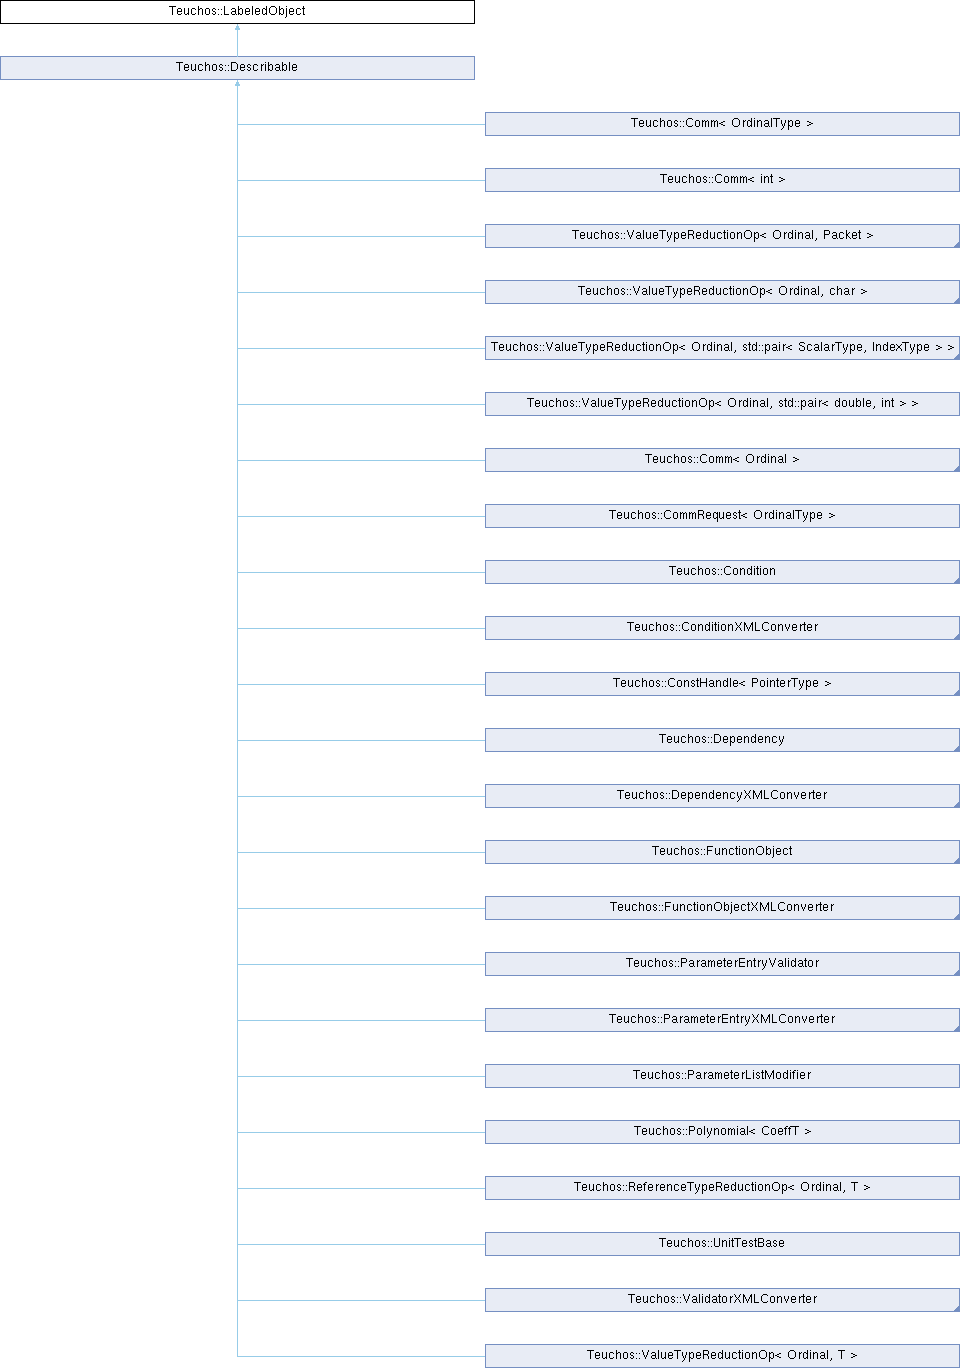 Teuchos::LabeledObject
Teuchos::Describable
Teuchos::Comm< OrdinalType >
Teuchos::Comm< int >
Teuchos::ValueTypeReductionOp< Ordinal, Packet >
Teuchos::ValueTypeReductionOp< Ordinal, char >
Teuchos::ValueTypeReductionOp< Ordinal, std::pair< ScalarType, IndexType > >
Teuchos::ValueTypeReductionOp< Ordinal, std::pair< double, int > >
Teuchos::Comm< Ordinal >
Teuchos::CommRequest< OrdinalType >
Teuchos::Condition
Teuchos::ConditionXMLConverter
Teuchos::ConstHandle< PointerType >
Teuchos::Dependency
Teuchos::DependencyXMLConverter
Teuchos::FunctionObject
Teuchos::FunctionObjectXMLConverter
Teuchos::ParameterEntryValidator
Teuchos::ParameterEntryXMLConverter
Teuchos::ParameterListModifier
Teuchos::Polynomial< CoeffT >
Teuchos::ReferenceTypeReductionOp< Ordinal, T >
Teuchos::UnitTestBase
Teuchos::ValidatorXMLConverter
Teuchos::ValueTypeReductionOp< Ordinal, T >